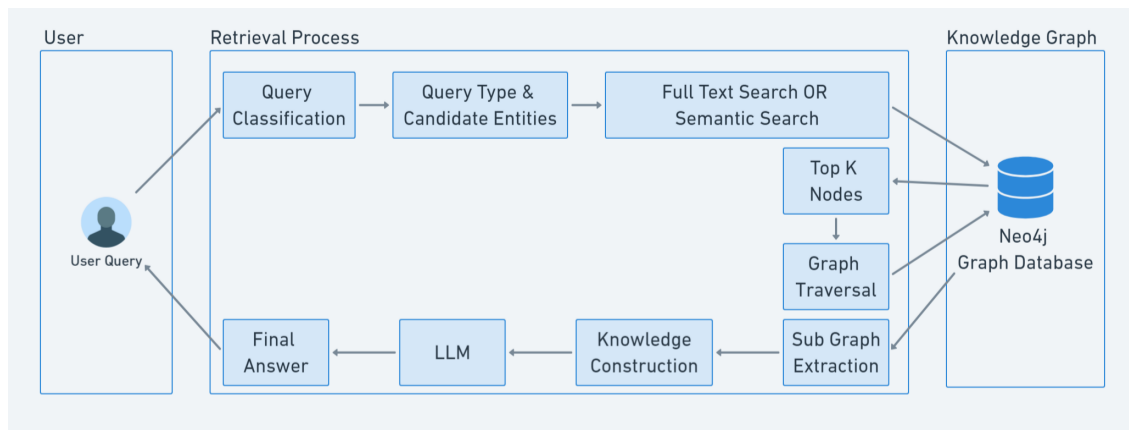 User
Retrieval Process
Knowledge Graph
Query
Classification
Query Type &
Candidate Entities
Full Text Search OR
Semantic Search
Top K
Nodes
Neo4j
Graph Database
User Query
Graph
Traversal
Final
Answer
LLM
Knowledge
Construction
Sub Graph
Extraction